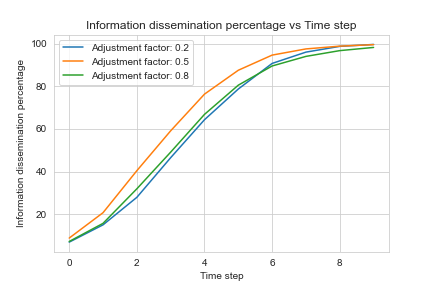 Information dissemination percentage vs Time step
100
80
60
40
20
Information dissemination percentage
Adjustment factor: 0.2
Adjustment factor: 0.5
Adjustment factor: 0.8
0 2 4 6 8
Time step